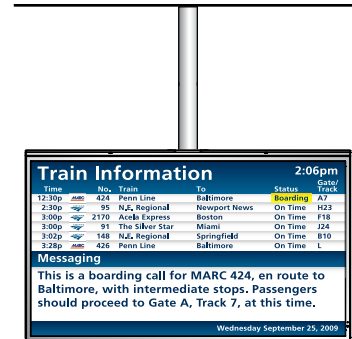 Train Information 2:06pm
Time No. Train To Status Gate/Track
12:30p MARC 424 Penn Line Baltimore Boarding A7
2:30p 95 N.E. Regional Newport News On Time H23
3:00p 2170 Acela Express Boston On Time F18
3:00p 91 The Silver Star Miami On Time J24
3:02p 148 N.E. Regional Springfield On Time B10
3:28p MARC 426 Penn Line Baltimore On Time L
Messaging
This is a boarding call for MARC 424, en route to
Baltimore, with intermediate stops. Passengers
should proceed to Gate A, Track 7, at this time.
Wednesday September 25, 2009